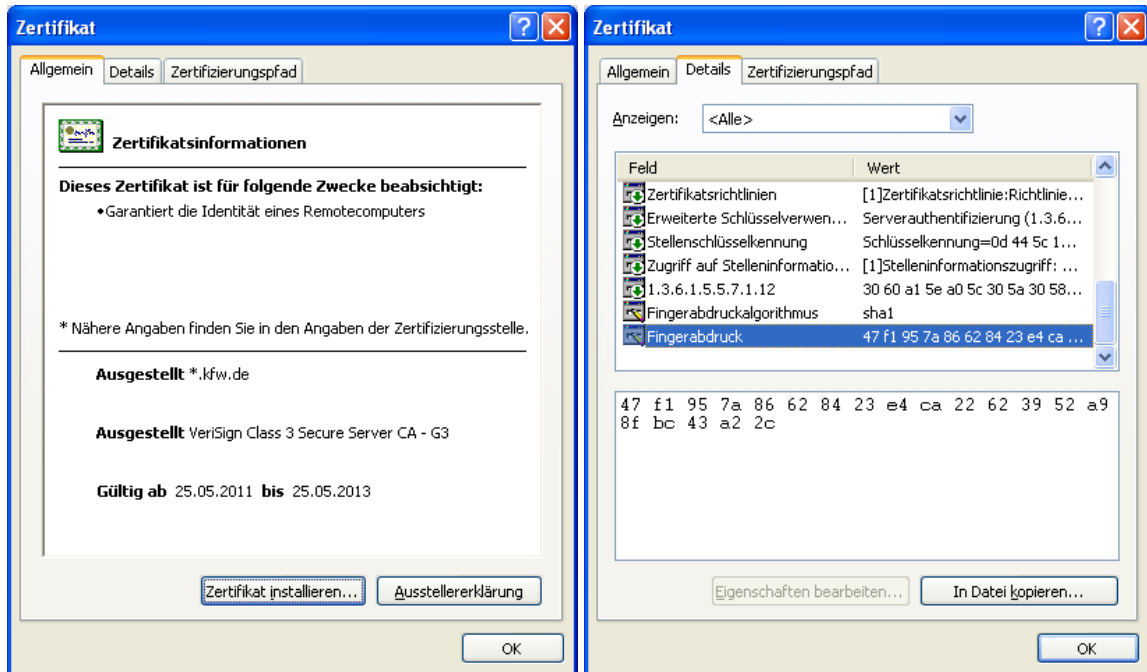 Zertifikat
Allgemein Details Zertifizierungspfad
Zertifikatsinformationen
Dieses Zertifikat ist für folgende Zwecke beabsichtigt:
•Garantiert die Identität eines Remotecomputers
* Nähere Angaben finden Sie in den Angaben der Zertifizierungsstelle.
Ausgestellt *.kfw.de
Ausgestellt VeriSign Class 3 Secure Server CA - G3
Gültig ab 25.05.2011 bis 25.05.2013
Zertifikat installieren... Ausstellererklärung
OK
Zertifikat
Allgemein Details Zertifizierungspfad
Anzeigen: <Alle>
Feld Wert
Zertifikatsrichtlinien [1]Zertifikatsrichtlinie:Richtlinie...
Erweiterte Schlüsselverwen... Serverauthentifizierung (1.3.6...
Stellenschlüsselkennung Schlüsselkennung=0d 44 5c 1...
Zugriff auf Stelleninformatio... [1]Stelleninformationszugriff: ...
1.3.6.1.5.5.7.1.12 30 60 a1 5e a0 5c 30 5a 30 58...
Fingerabdruckalgorithmus sha1
Fingerabdruck 47 f1 95 7a 86 62 84 23 e4 ca ...
47 f1 95 7a 86 62 84 23 e4 ca 22 62 39 52 a9
8f bc 43 a2 2c
Eigenschaften bearbeiten... In Datei kopieren...
OK